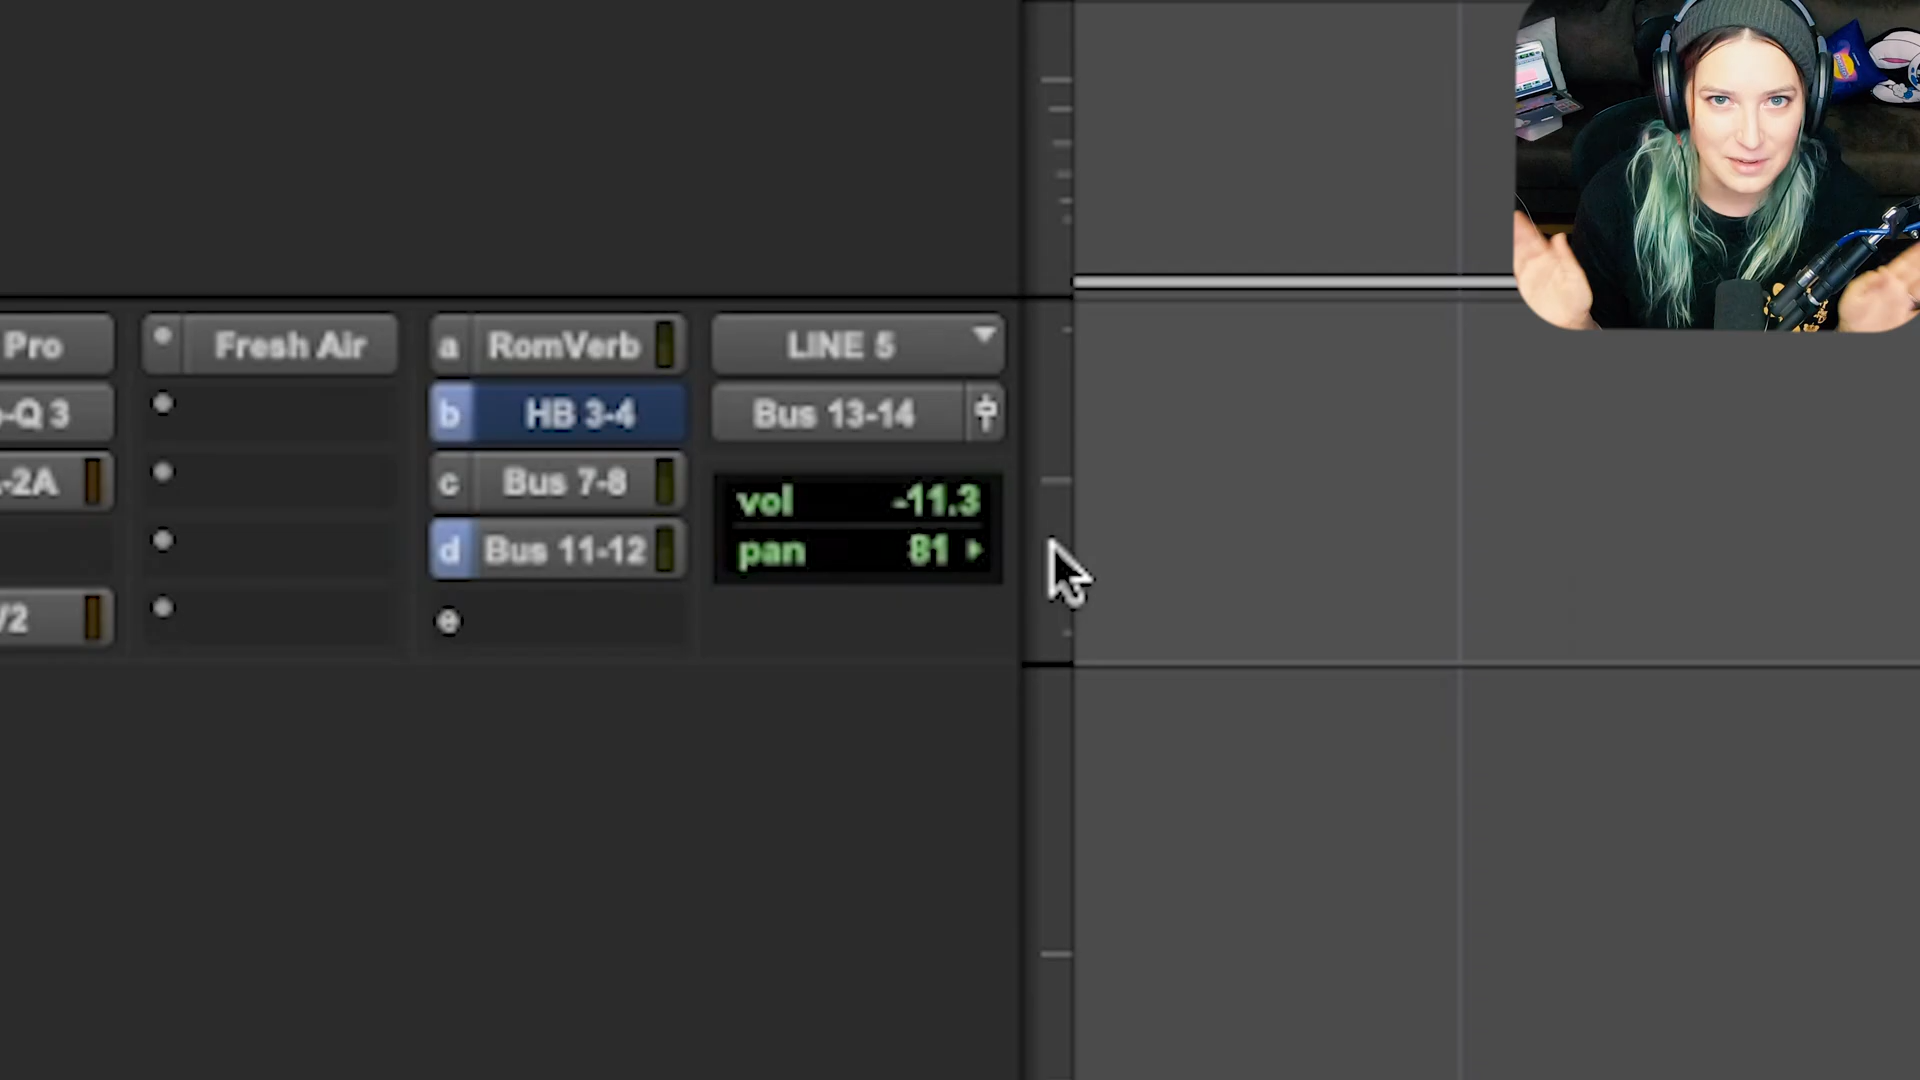 Pro
Fresh Air
a RomVerb
LINE 5
-Q 3
b HB 3-4
Bus 13-14
-2A
c Bus 7-8
vol -11.3
d Bus 11-12
pan 81
/2
e